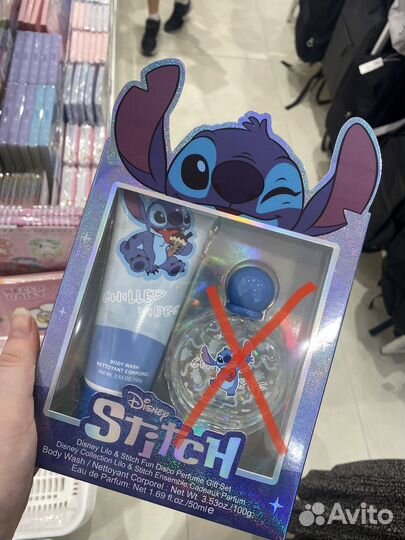 CHILLED
VIBES
BODY WASH
NETTOYANT CORPOREL
Net Wt. 3.53 OZ (100g)
Disney
Stitch
Disney Lilo & Stitch Fun Disco Perfume Gift Set
Disney Collection Lilo & Stitch Ensemble Cadeaux Parfum
Body Wash / Nettoyant Corporel : Net Wt. 3.53oz./100g
Eau de Parfum: Net 1.69 fl.oz./50ml e
Avito